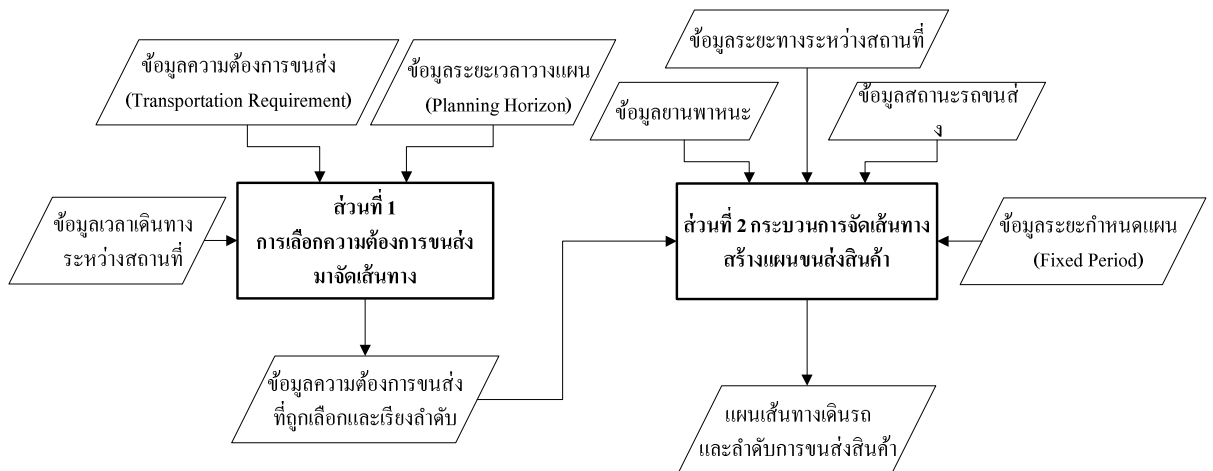 ข้อมูลความต้องการขนส่ง
(Transportation Requirement)
ข้อมูลระยะเวลาวางแผน
(Planning Horizon)
ข้อมูลระยะทางระหว่างสถานที่
ข้อมูลยานพาหนะ
ข้อมูลสถานะรถขนส่
ง
ข้อมูลเวลาเดินทาง
ระหว่างสถานที่
ส่วนที่ 1
การเลือกความต้องการขนส่ง
มาจัดเส้นทาง
ส่วนที่ 2 กระบวนการจัดเส้นทาง
สร้างแผนขนส่งสินค้า
ข้อมูลระยะกำหนดแผน
(Fixed Period)
ข้อมูลความต้องการขนส่ง
ที่ถูกเลือกและเรียงลำดับ
แผนเส้นทางเดินรถ
และลำดับการขนส่งสินค้า